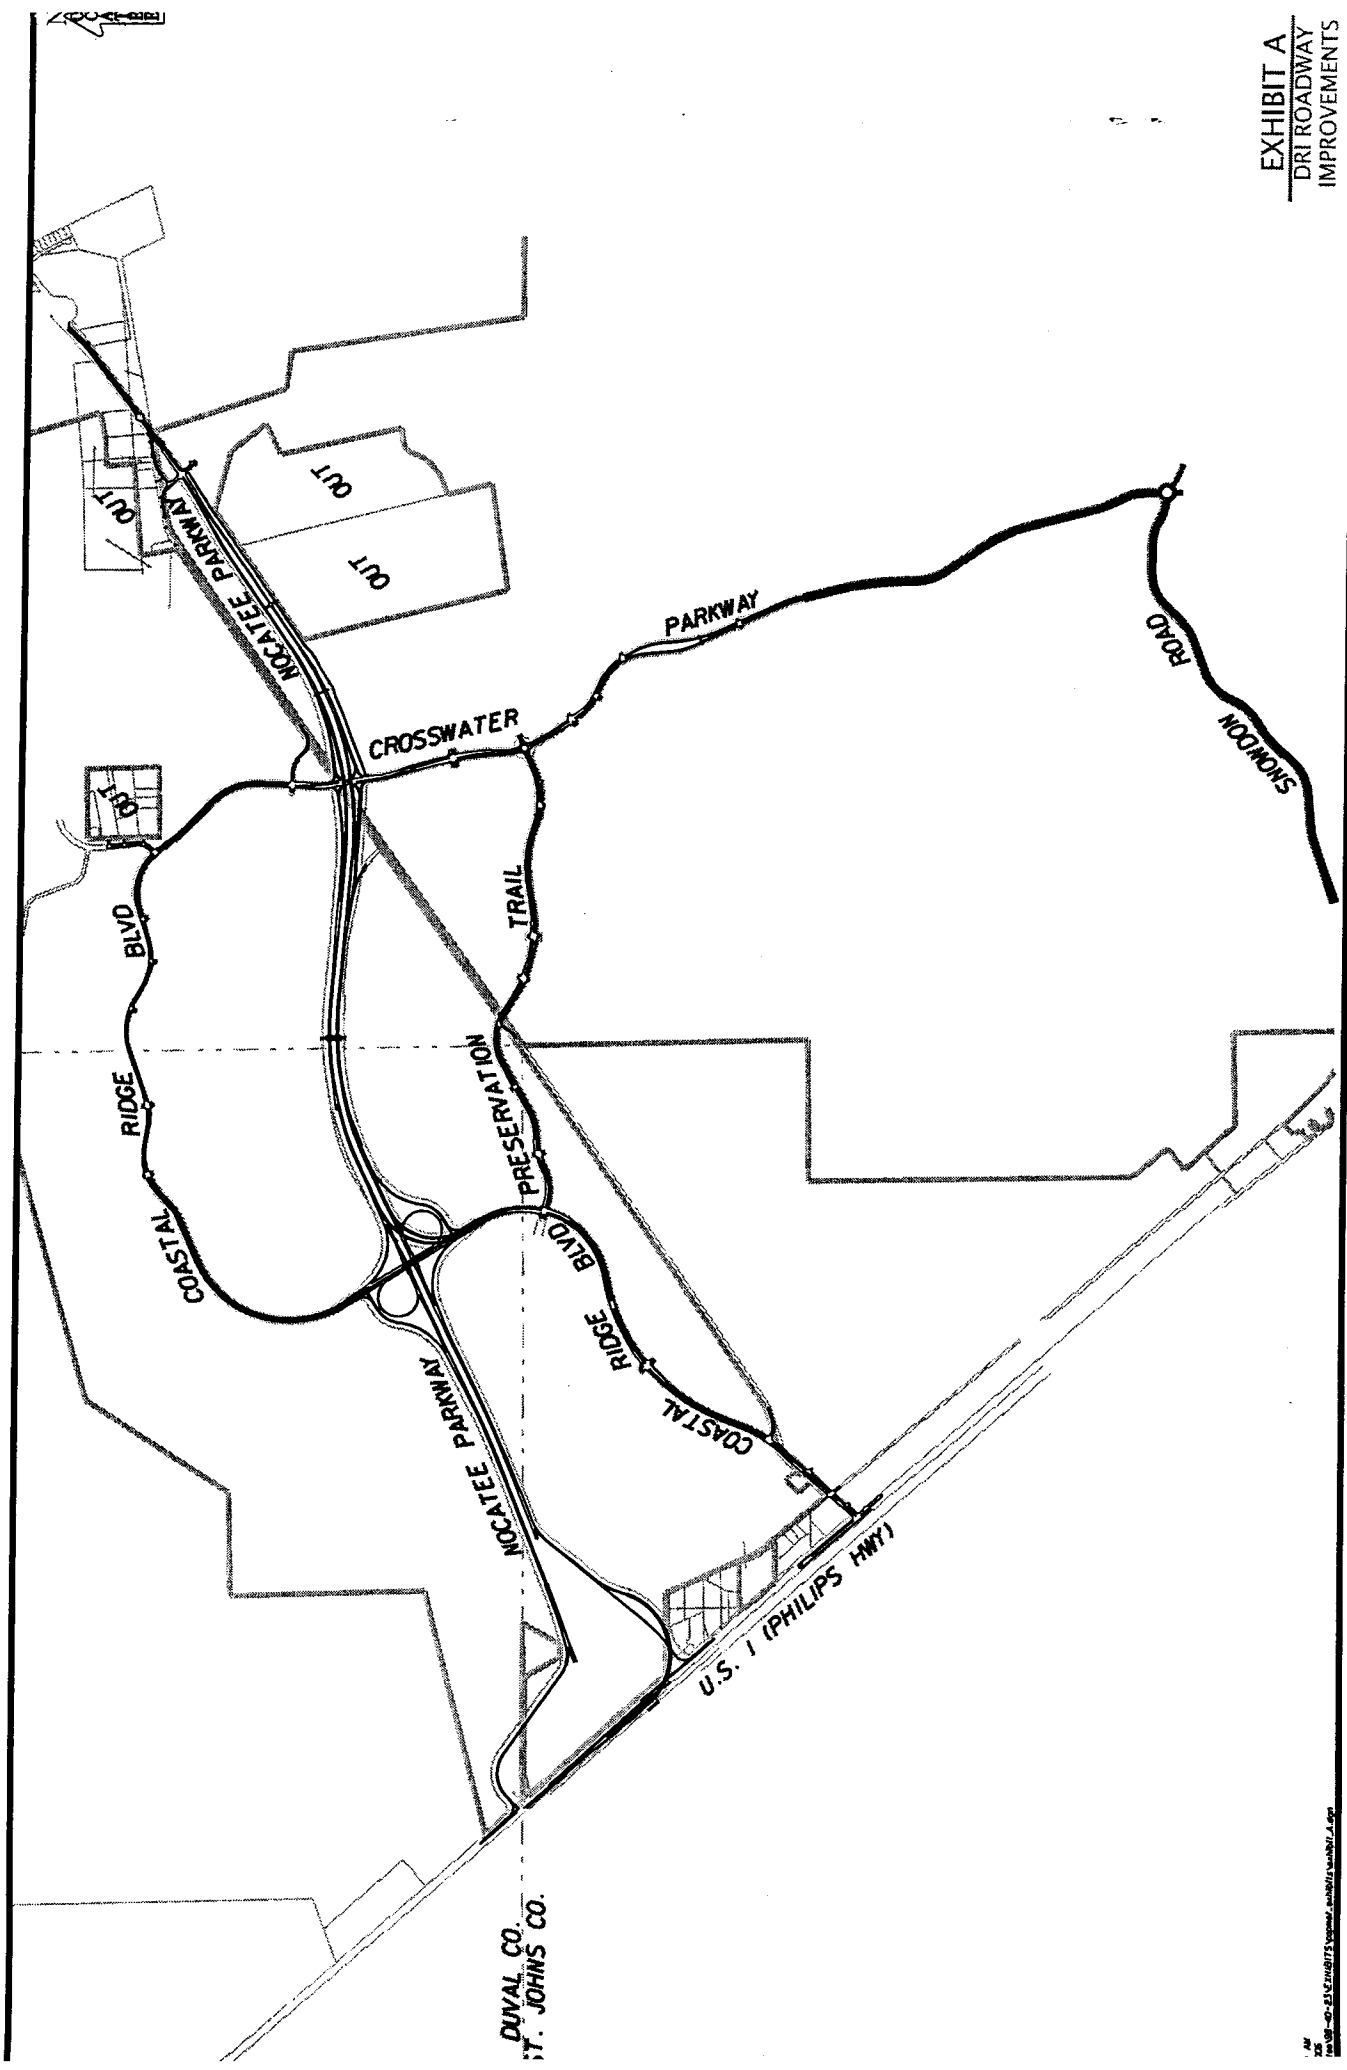 EXHIBIT A
DRI ROADWAY
IMPROVEMENTS
OUT
OUT
OUT
OUT
NOCATEE PARKWAY
CROSSWATER
PARKWAY
ROAD
SNOWDON
COASTAL
RIDGE
BLVD
PRESERVATION
TRAIL
NOCATEE PARKWAY
COASTAL
RIDGE
BLVD
U.S. 1 (PHILIPS HWY)
DUVAL CO.
ST. JOHNS CO.